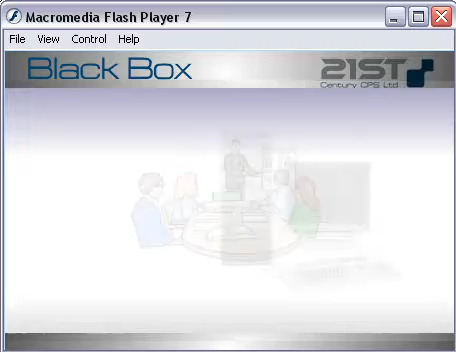 Macromedia Flash Player 7
File View Control Help
Black Box
21ST
Century CPS Ltd